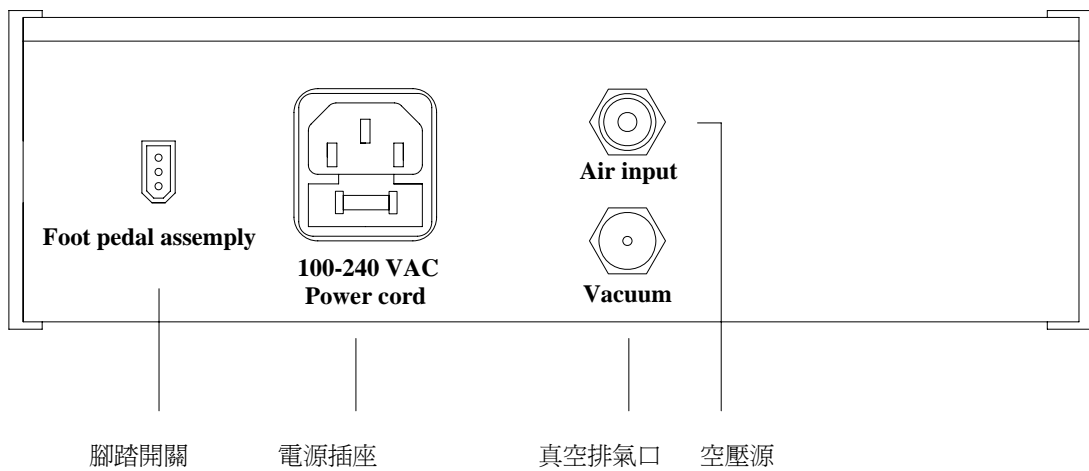 Air input
Foot pedal assemply
100-240 VAC
Power cord
Vacuum
腳踏開關
電源插座
真空排氣口
空壓源